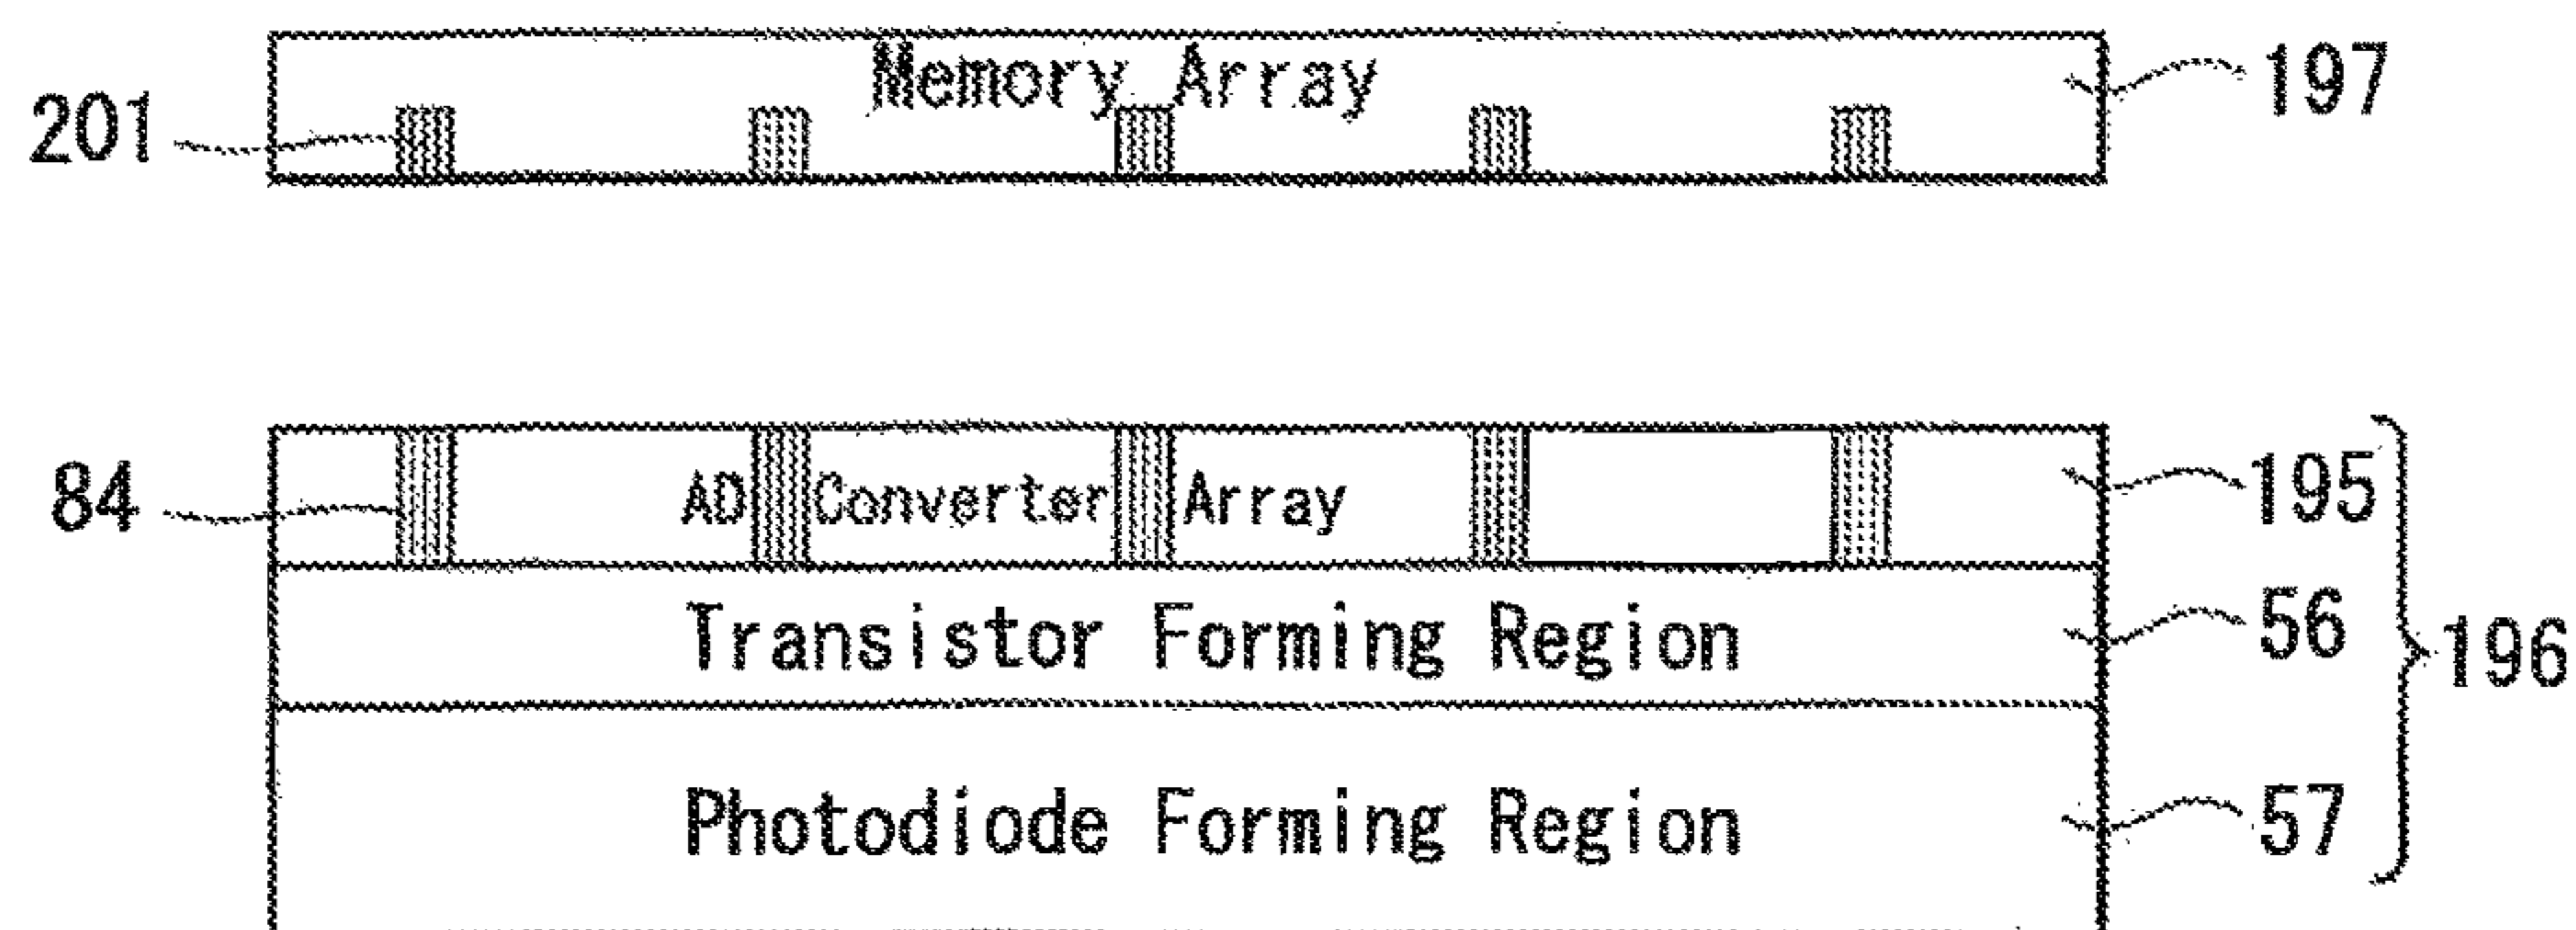 Memory Array
197
201
84
AD Converter Array
195
Transistor Forming Region
56
196
Photodiode Forming Region
57